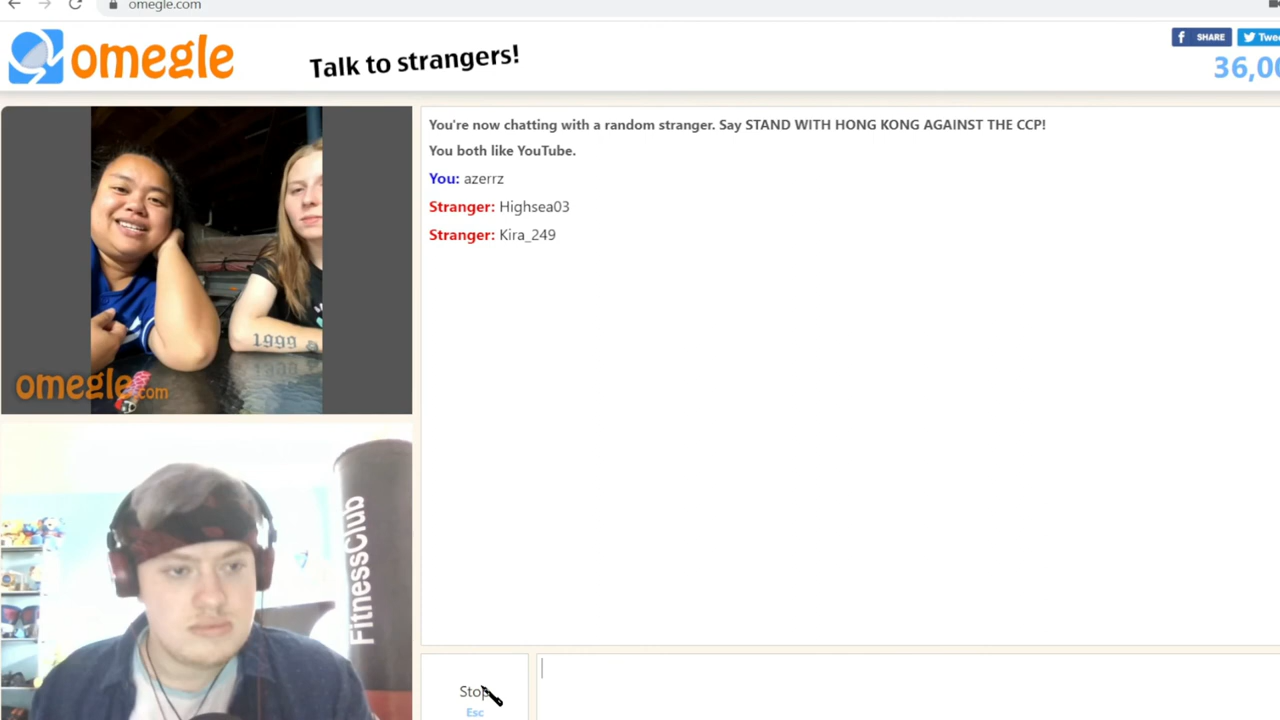 omegle.com
omegle
Talk to strangers!
SHARE
36,00
You're now chatting with a random stranger. Say STAND WITH HONG KONG AGAINST THE CCP!
You both like YouTube.
You: azerrz
Stranger: Highsea03
Stranger: Kira_249
1999
omegle.com
FitnessClub
Stop
Esc